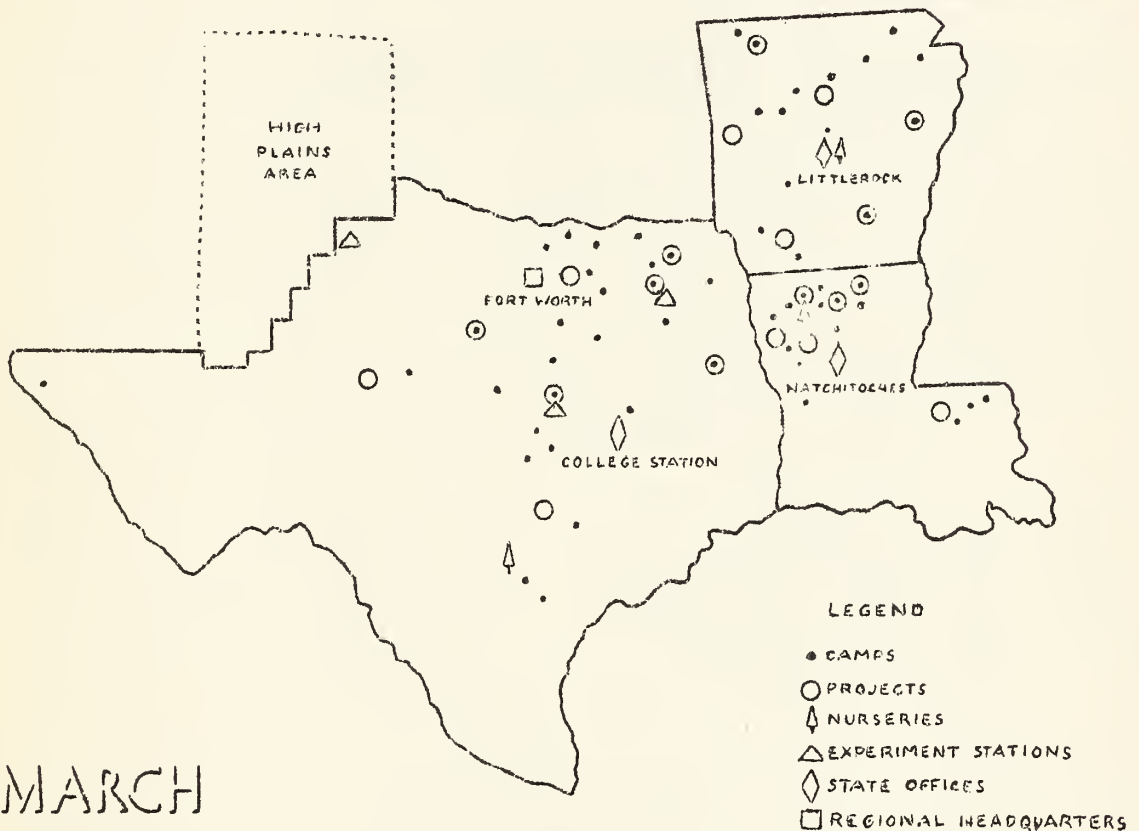 HIGH
PLAINS
AREA
LITTLEROCK
FORT WORTH
NATCHITOCHES
COLLEGE STATION
LEGEND
CAMPS
PROJECTS
NURSERIES
EXPERIMENT STATIONS
STATE OFFICES
REGIONAL HEADQUARTERS
MARCH